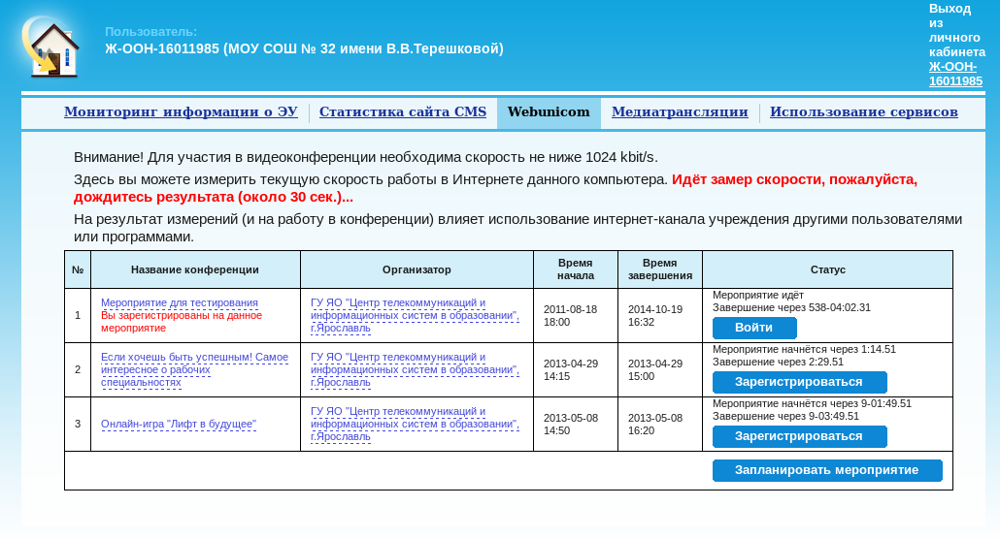 Пользователь:
Ж-ООН-16011985 (МОУ СОШ № 32 имени В.В.Терешковой)
Выход
из
личного
кабинета
Ж-ООН-
16011985
Мониторинг информации о ЭУ Статистика сайта CMS Webunicom Медиатрансляции Использование сервисов
Внимание! Для участия в видеоконференции необходима скорость не ниже 1024 kbit/s.
Здесь вы можете измерить текущую скорость работы в Интернете данного компьютера. Идёт замер скорости, пожалуйста,
дождитесь результата (около 30 сек.)...
На результат измерений (и на работу в конференции) влияет использование интернет-канала учреждения другими пользователями
или программами.
№ Название конференции Организатор Время начала Время завершения Статус
1
Мероприятие для тестирования
Вы зарегистрированы на данное
мероприятие
ГУ ЯО "Центр телекоммуникаций и
информационных систем в образовании",
г.Ярославль
2011-08-18
18:00
2014-10-19
16:32
Мероприятие идёт
Завершение через 538-04:02.31
Войти
2
Если хочешь быть успешным! Самое
интересное о рабочих
специальностях
ГУ ЯО "Центр телекоммуникаций и
информационных систем в образовании",
г.Ярославль
2013-04-29
14:15
2013-04-29
15:00
Мероприятие начнётся через 1:14.51
Завершение через 2:29.51
Зарегистрироваться
3
Онлайн-игра "Лифт в будущее"
ГУ ЯО "Центр телекоммуникаций и
информационных систем в образовании",
г.Ярославль
2013-05-08
14:50
2013-05-08
16:20
Мероприятие начнётся через 9-01:49.51
Завершение через 9-03:49.51
Зарегистрироваться
Запланировать мероприятие